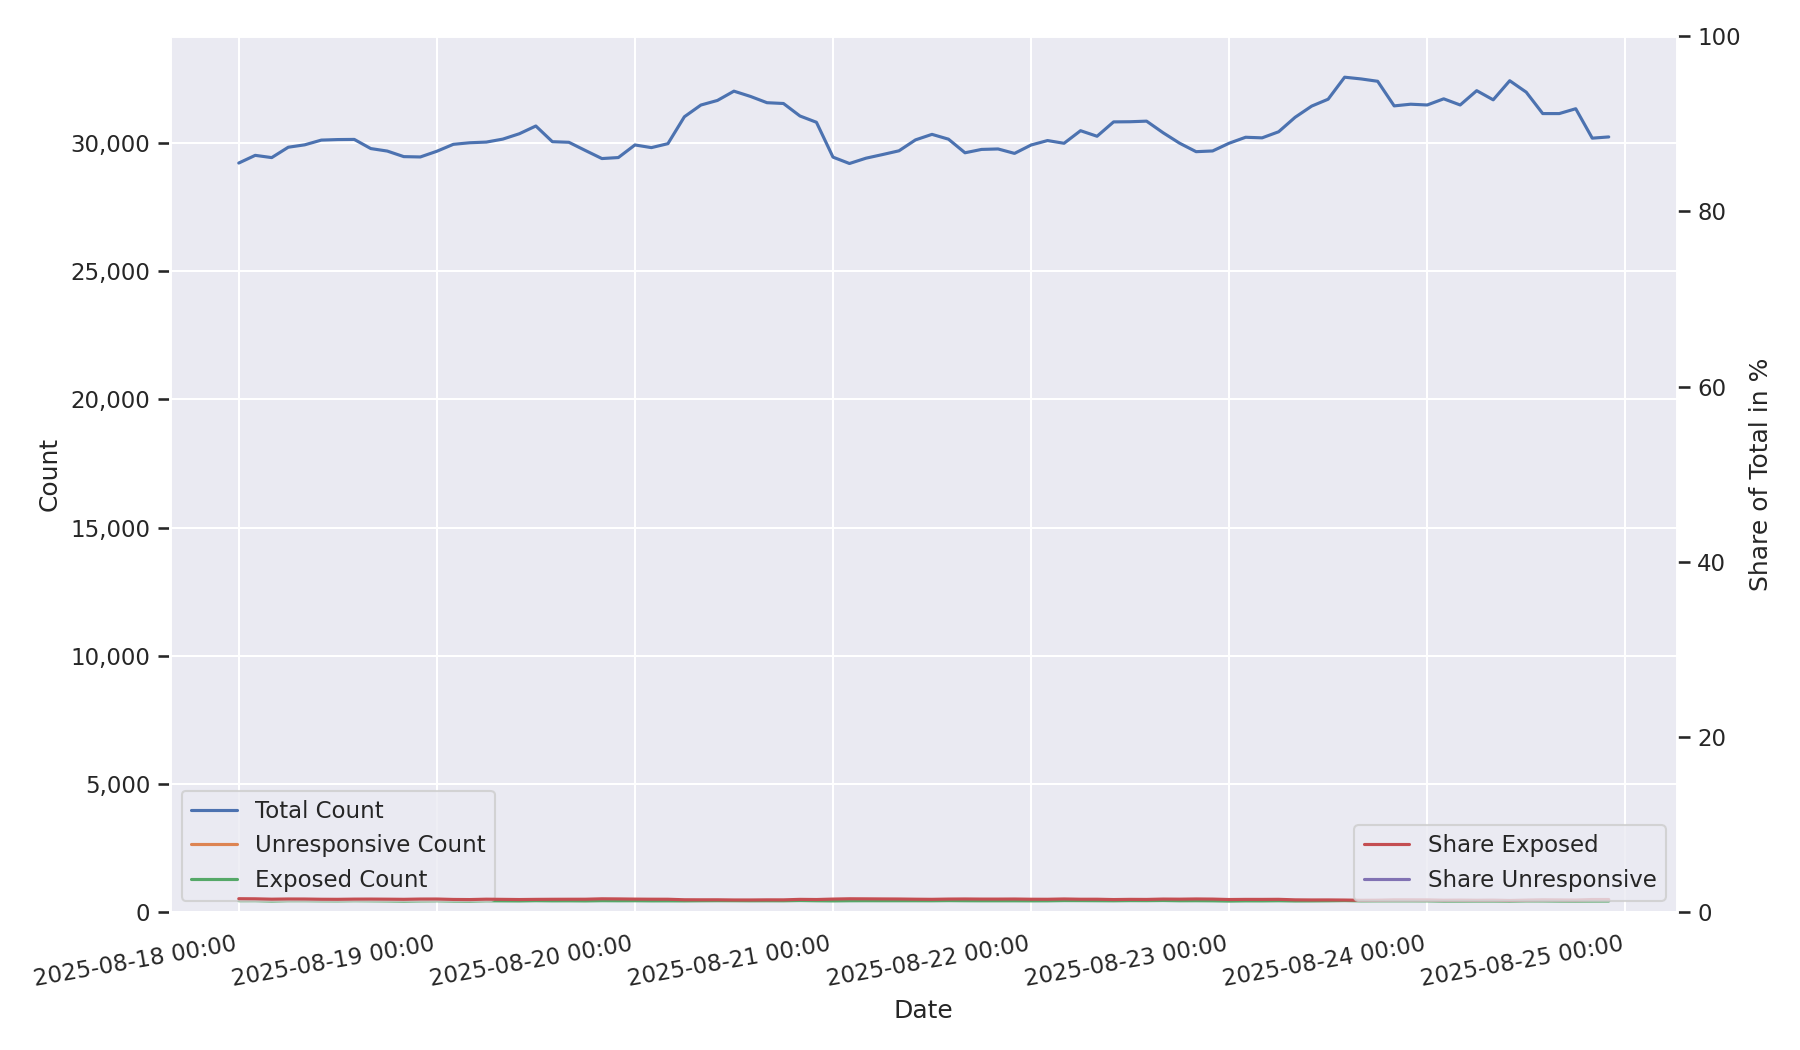 100
30,000
80
25,000
20,000
60
Count
Share of Total in %
15,000
40
10,000
20
5,000
Total Count
Unresponsive Count
Exposed Count
Share Exposed
Share Unresponsive
0
0
2025-08-18 00:00
2025-08-19 00:00
2025-08-20 00:00
2025-08-21 00:00
2025-08-22 00:00
2025-08-23 00:00
2025-08-24 00:00
2025-08-25 00:00
Date